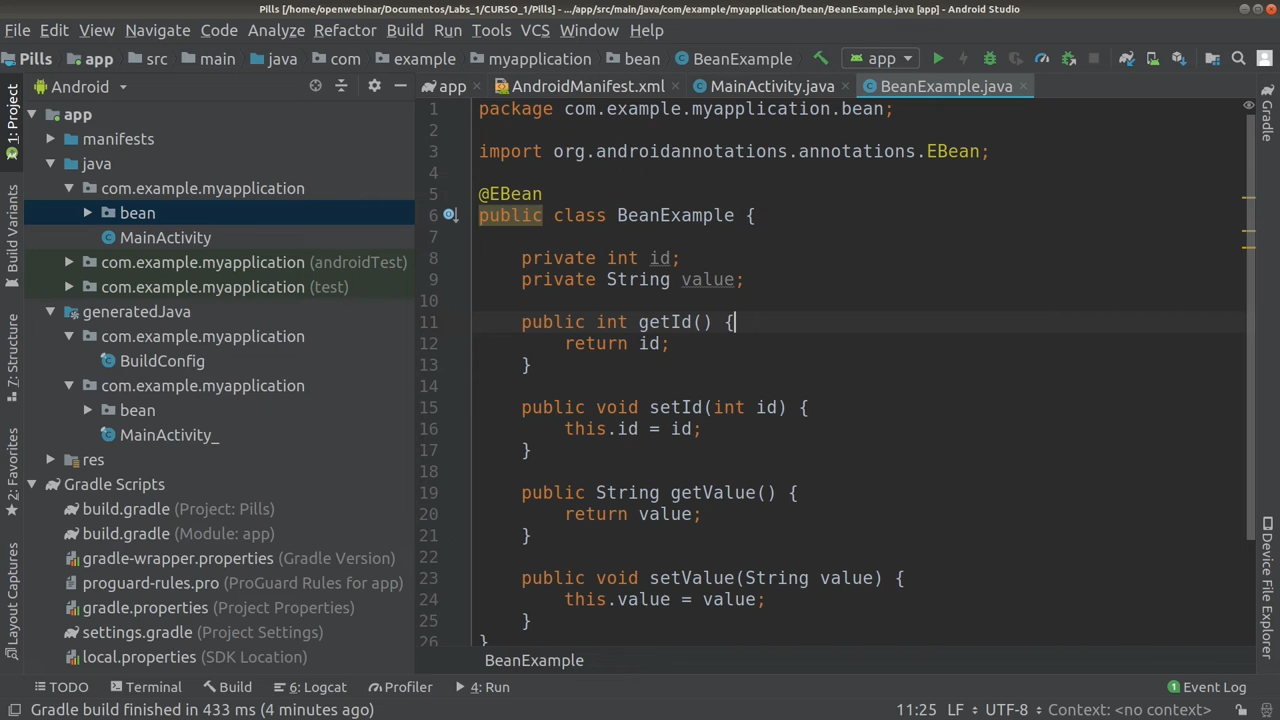 Pills [/home/openwebinar/Documentos/Labs_1/CURSO_1/Pills] - .../app/src/main/java/com/example/myapplication/bean/BeanExample.java [app] - Android Studio
File Edit View Navigate Code Analyze Refactor Build Run Tools VCS Window Help
Pills app src main java com example myapplication bean BeanExample app
Android app AndroidManifest.xml MainActivity.java BeanExample.java
1: Project
Build Variants
7: Structure
2: Favorites
Layout Captures
app
manifests
java
com.example.myapplication
bean
MainActivity
com.example.myapplication (androidTest)
com.example.myapplication (test)
generatedJava
com.example.myapplication
BuildConfig
com.example.myapplication
bean
MainActivity_
res
Gradle Scripts
build.gradle (Project: Pills)
build.gradle (Module: app)
gradle-wrapper.properties (Gradle Version)
proguard-rules.pro (ProGuard Rules for app)
gradle.properties (Project Properties)
settings.gradle (Project Settings)
local.properties (SDK Location)
1 package com.example.myapplication.bean;
2
3 import org.androidannotations.annotations.EBean;
4
5 @EBean
6 public class BeanExample {
7
8 private int id;
9 private String value;
10
11 public int getId() {
12 return id;
13 }
14
15 public void setId(int id) {
16 this.id = id;
17 }
18
19 public String getValue() {
20 return value;
21 }
22
23 public void setValue(String value) {
24 this.value = value;
25 }
26 }
BeanExample
Gradle
Device File Explorer
TODO Terminal Build 6: Logcat Profiler 4: Run 1 Event Log
Gradle build finished in 433 ms (4 minutes ago) 11:25 LF UTF-8 Context: <no context>